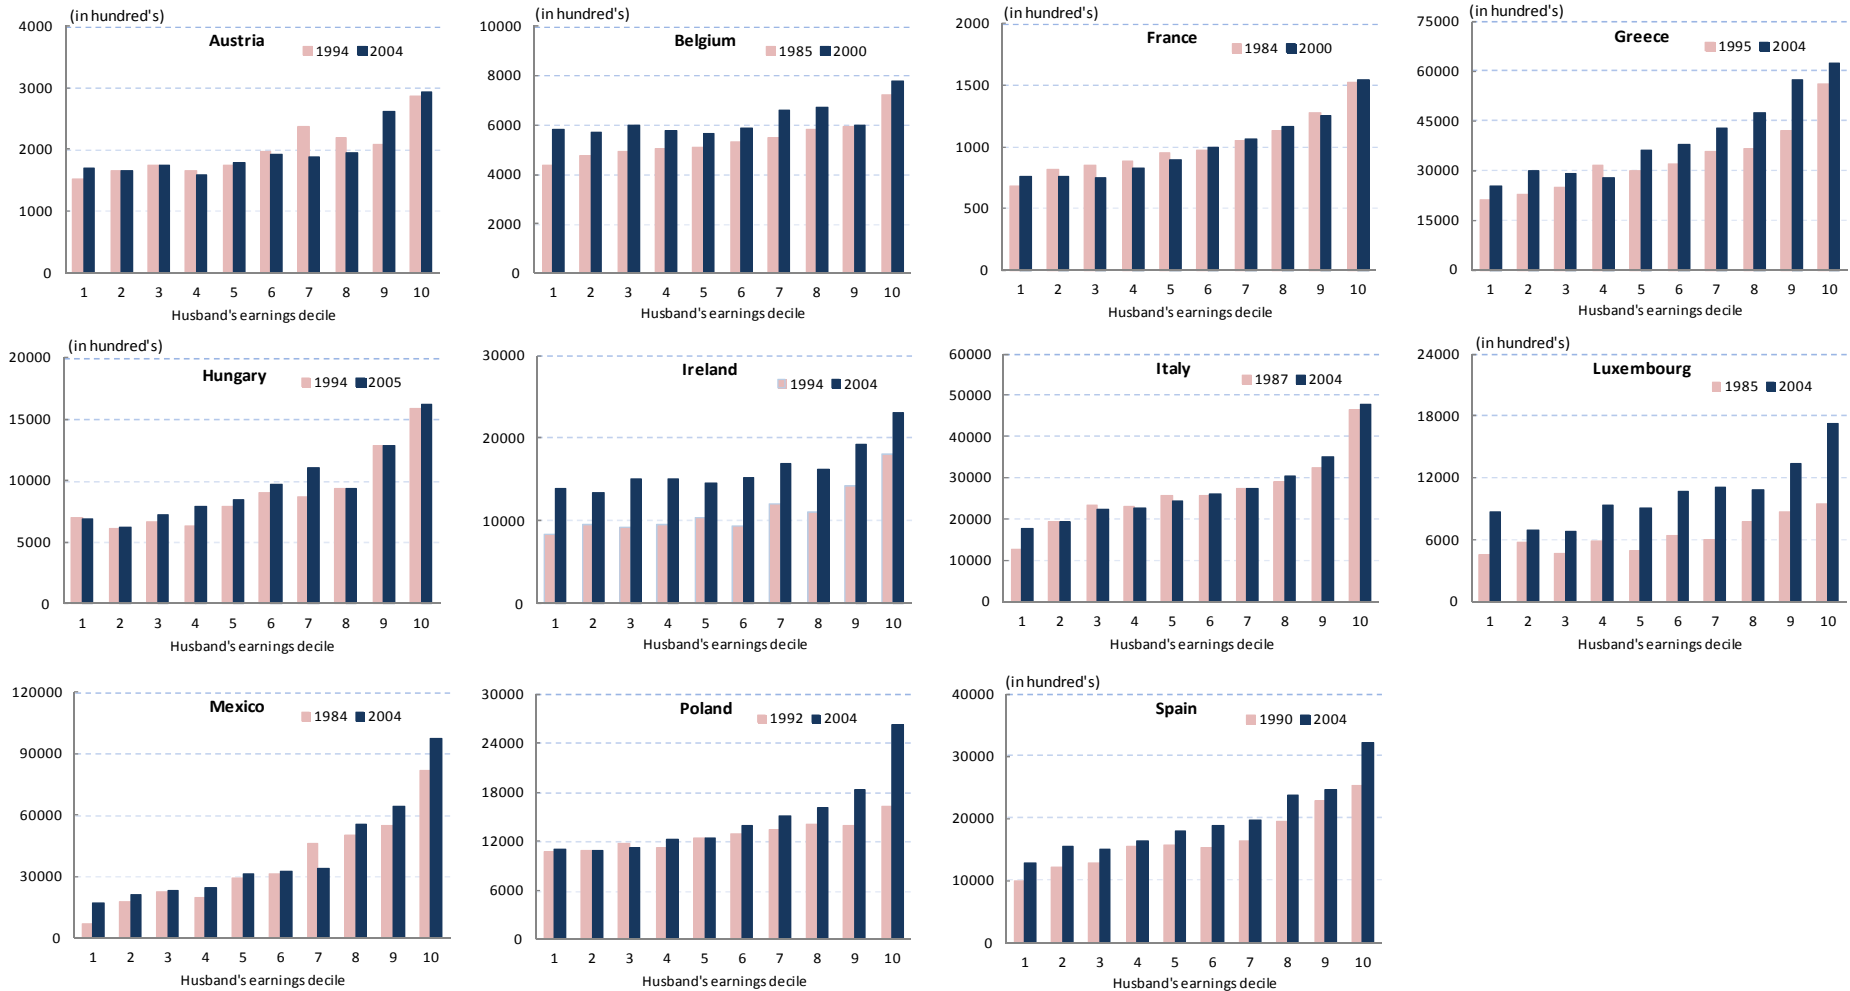 (in hundred's)
Austria
1994 2004
4000
3000
2000
1000
0
1 2 3 4 5 6 7 8 9 10
Husband's earnings decile
(in hundred's)
Belgium
1985 2000
10000
8000
6000
4000
2000
0
1 2 3 4 5 6 7 8 9 10
Husband's earnings decile
(in hundred's)
France
1984 2000
2000
1500
1000
500
0
1 2 3 4 5 6 7 8 9 10
Husband's earnings decile
(in hundred's)
Greece
1995 2004
75000
60000
45000
30000
15000
0
1 2 3 4 5 6 7 8 9 10
Husband's earnings decile
(in hundred's)
Hungary
1994 2005
20000
15000
10000
5000
0
1 2 3 4 5 6 7 8 9 10
Husband's earnings decile
Ireland
1994 2004
30000
20000
10000
0
1 2 3 4 5 6 7 8 9 10
Husband's earnings decile
Italy
1987 2004
60000
50000
40000
30000
20000
10000
0
1 2 3 4 5 6 7 8 9 10
Husband's earnings decile
(in hundred's)
Luxembourg
1985 2004
24000
18000
12000
6000
0
1 2 3 4 5 6 7 8 9 10
Husband's earnings decile
Mexico
1984 2004
120000
90000
60000
30000
0
1 2 3 4 5 6 7 8 9 10
Husband's earnings decile
Poland
1992 2004
30000
24000
18000
12000
6000
0
1 2 3 4 5 6 7 8 9 10
Husband's earnings decile
(in hundred's)
Spain
1990 2004
40000
30000
20000
10000
0
1 2 3 4 5 6 7 8 9 10
Husband's earnings decile